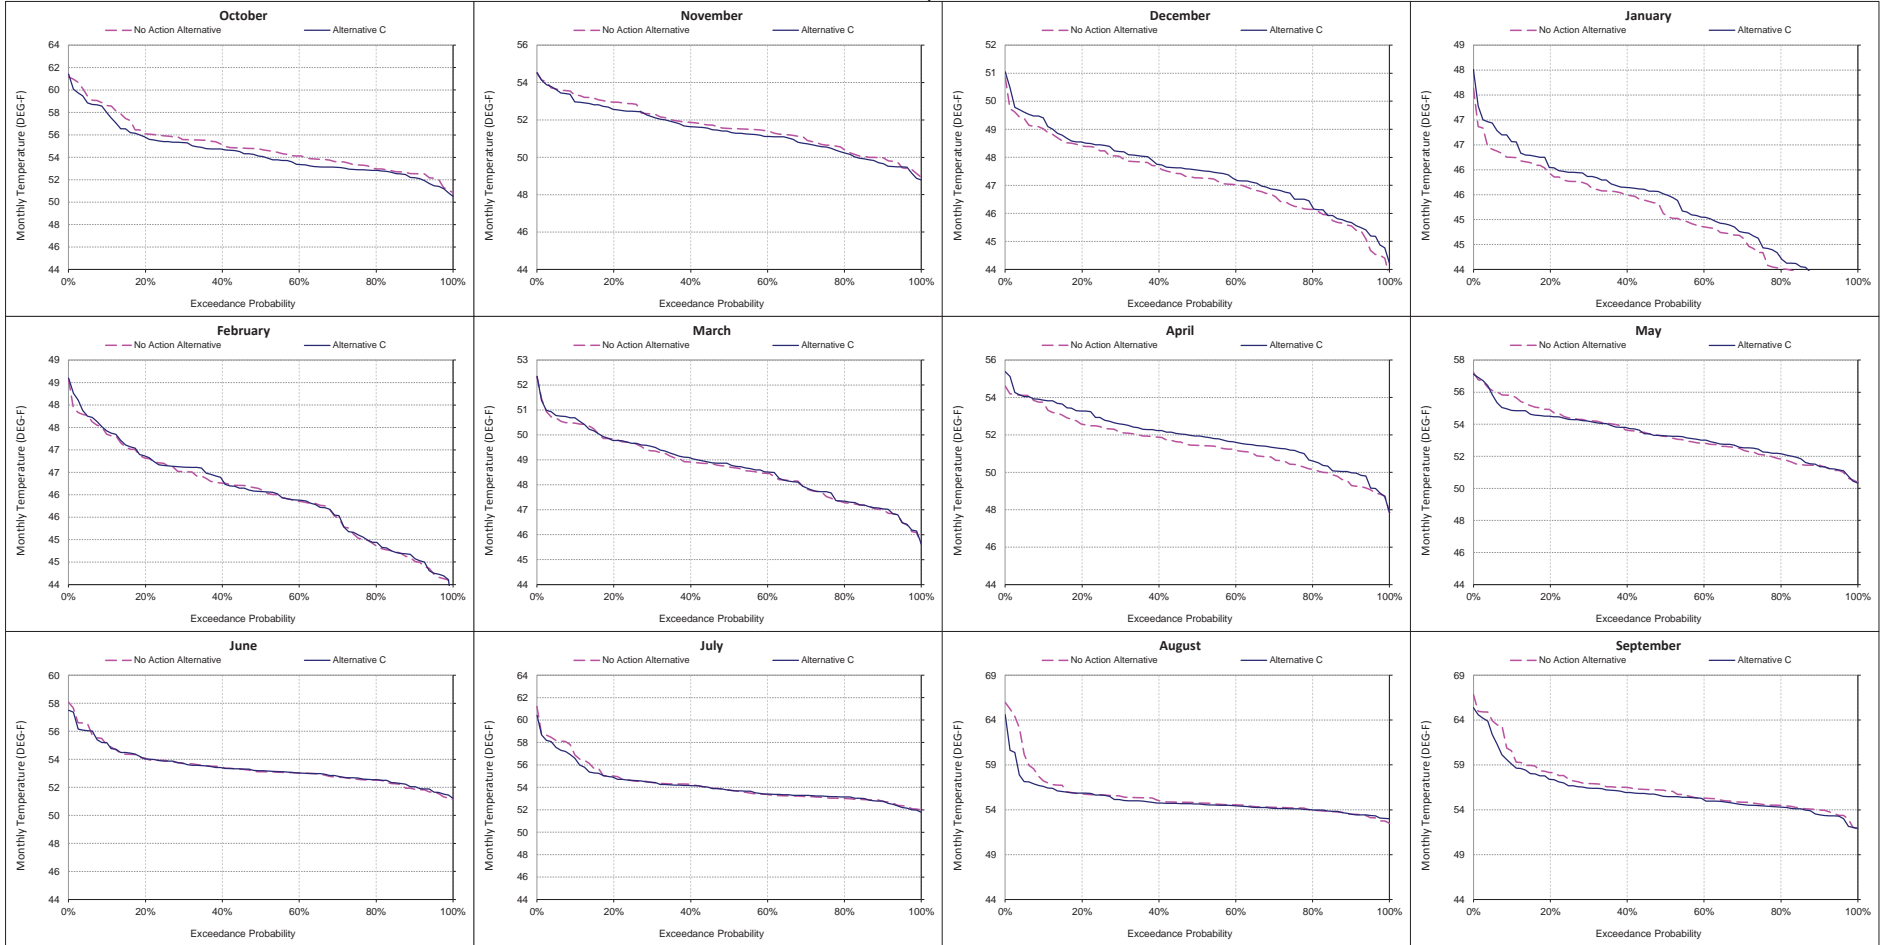 October
No Action Alternative Alternative C
64
62
60
58
56
54
52
50
48
46
44
0% 20% 40% 60% 80% 100%
Monthly Temperature (DEG-F)
Exceedance Probability
November
No Action Alternative Alternative C
56
54
52
50
48
46
44
0% 20% 40% 60% 80% 100%
Monthly Temperature (DEG-F)
Exceedance Probability
December
No Action Alternative Alternative C
52
51
50
49
48
47
46
45
44
0% 20% 40% 60% 80% 100%
Monthly Temperature (DEG-F)
Exceedance Probability
January
No Action Alternative Alternative C
49
48
48
47
46
46
45
45
44
0% 20% 40% 60% 80% 100%
Monthly Temperature (DEG-F)
Exceedance Probability
February
No Action Alternative Alternative C
49
49
48
48
47
47
46
46
45
45
44
0% 20% 40% 60% 80% 100%
Monthly Temperature (DEG-F)
Exceedance Probability
March
No Action Alternative Alternative C
53
52
51
50
49
48
47
46
45
44
0% 20% 40% 60% 80% 100%
Monthly Temperature (DEG-F)
Exceedance Probability
April
No Action Alternative Alternative C
56
54
52
50
48
46
44
0% 20% 40% 60% 80% 100%
Monthly Temperature (DEG-F)
Exceedance Probability
May
No Action Alternative Alternative C
58
56
54
52
50
48
46
44
0% 20% 40% 60% 80% 100%
Monthly Temperature (DEG-F)
Exceedance Probability
June
No Action Alternative Alternative C
60
58
56
54
52
50
48
46
44
0% 20% 40% 60% 80% 100%
Monthly Temperature (DEG-F)
Exceedance Probability
July
No Action Alternative Alternative C
64
62
60
58
56
54
52
50
48
46
44
0% 20% 40% 60% 80% 100%
Monthly Temperature (DEG-F)
Exceedance Probability
August
No Action Alternative Alternative C
69
64
59
54
49
44
0% 20% 40% 60% 80% 100%
Monthly Temperature (DEG-F)
Exceedance Probability
September
No Action Alternative Alternative C
69
64
59
54
49
44
0% 20% 40% 60% 80% 100%
Monthly Temperature (DEG-F)
Exceedance Probability